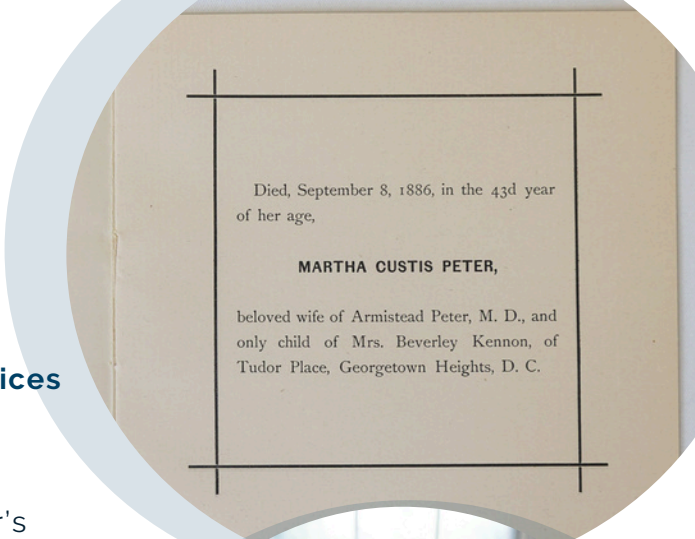 Died, September 8, 1886, in the 43d year
of her age,
MARTHA CUSTIS PETER,
beloved wife of Armistead Peter, M. D., and
only child of Mrs. Beverley Kennon, of
Tudor Place, Georgetown Heights, D. C.
ices
r's